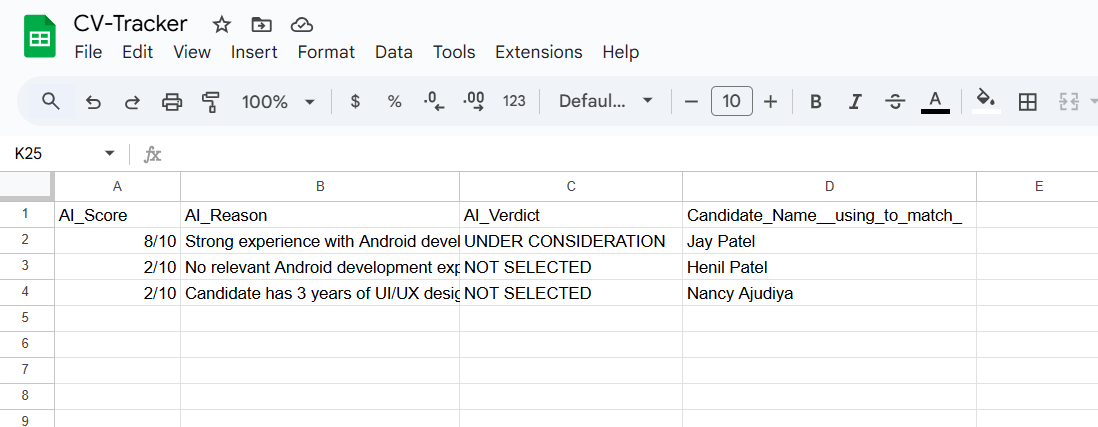 CV-Tracker
File Edit View Insert Format Data Tools Extensions Help
100% $ % .0 .00 123 Defaul... 10 B I S A
K25 fx
A B C D E
1 AI_Score AI_Reason AI_Verdict Candidate_Name__using_to_match_
2 8/10 Strong experience with Android devel UNDER CONSIDERATION Jay Patel
3 2/10 No relevant Android development exp NOT SELECTED Henil Patel
4 2/10 Candidate has 3 years of UI/UX desig NOT SELECTED Nancy Ajudiya
5
6
7
8
9